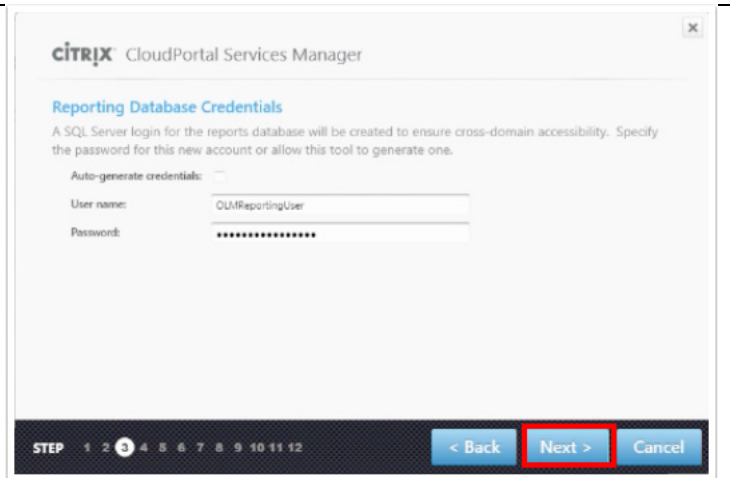 CITRIX CloudPortal Services Manager
Reporting Database Credentials
A SQL Server login for the reports database will be created to ensure cross-domain accessibility. Specify
the password for this new account or allow this tool to generate one.
Auto-generate credentials:
User name: OLMReportingUser
Password: ••••••••••••••••
STEP 1 2 3 4 5 6 7 8 9 10 11 12 < Back Next > Cancel